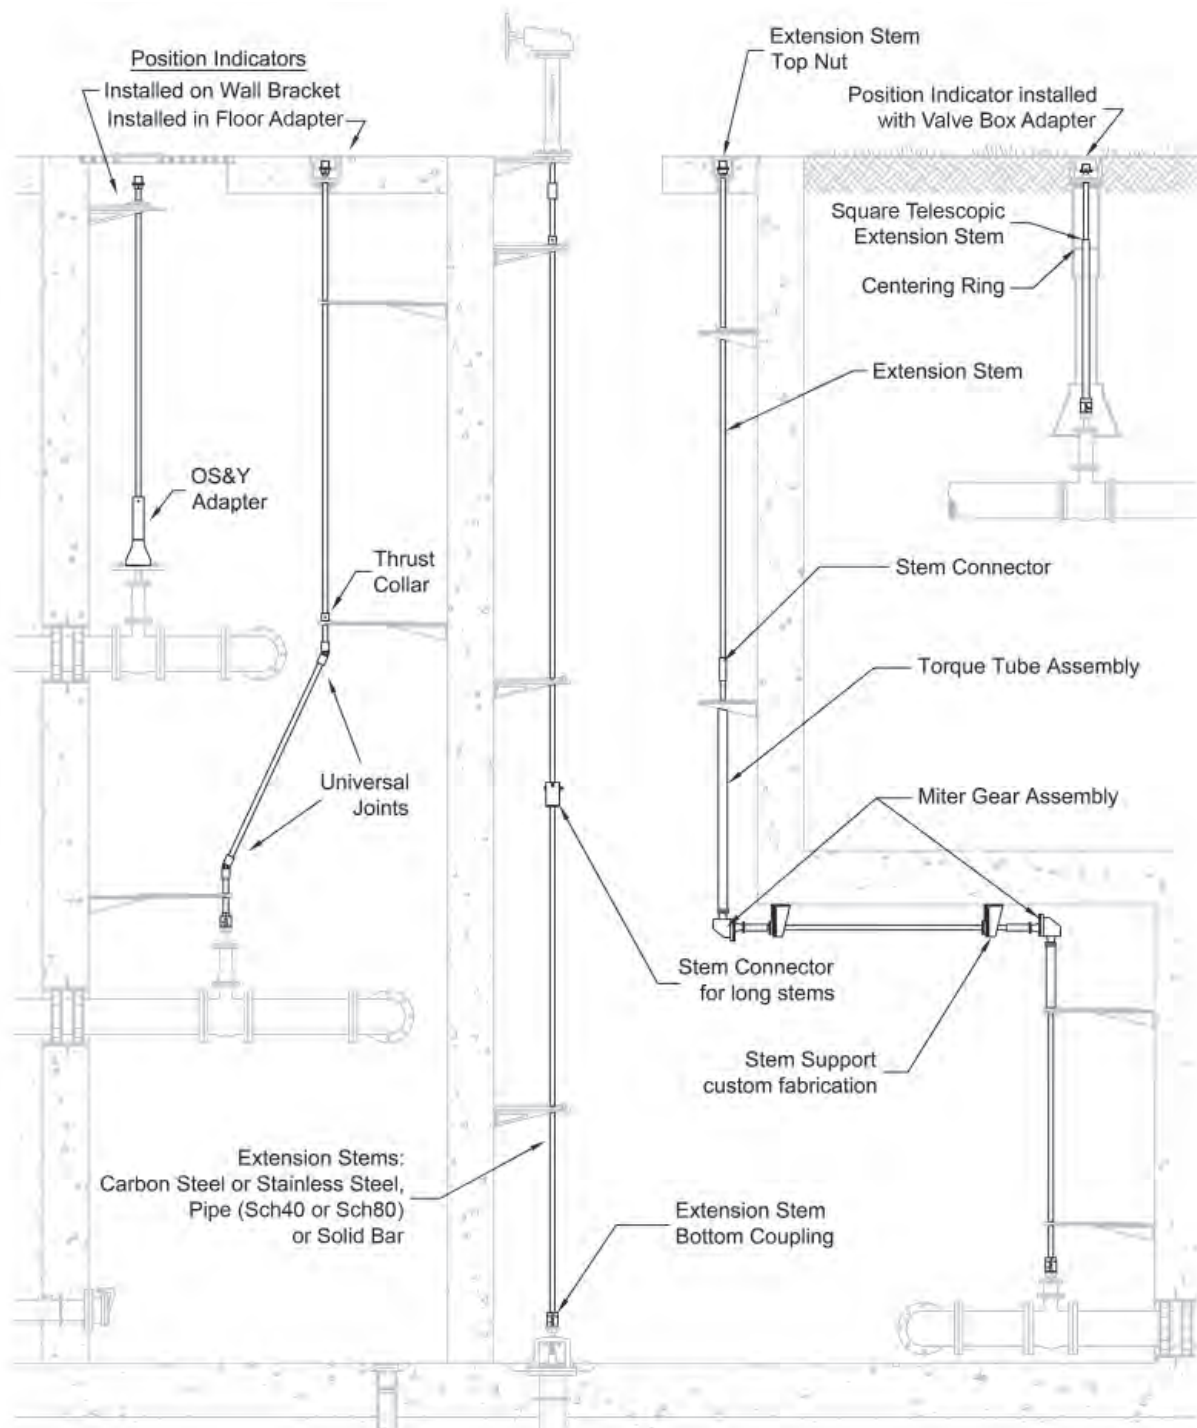 Position Indicators
Installed on Wall Bracket
Installed in Floor Adapter
Extension Stem
Top Nut
Position Indicator installed
with Valve Box Adapter
Square Telescopic
Extension Stem
Centering Ring
Extension Stem
OS&Y
Adapter
Thrust
Collar
Stem Connector
Torque Tube Assembly
Universal
Joints
Miter Gear Assembly
Stem Connector
for long stems
Stem Support
custom fabrication
Extension Stems:
Carbon Steel or Stainless Steel,
Pipe (Sch40 or Sch80)
or Solid Bar
Extension Stem
Bottom Coupling